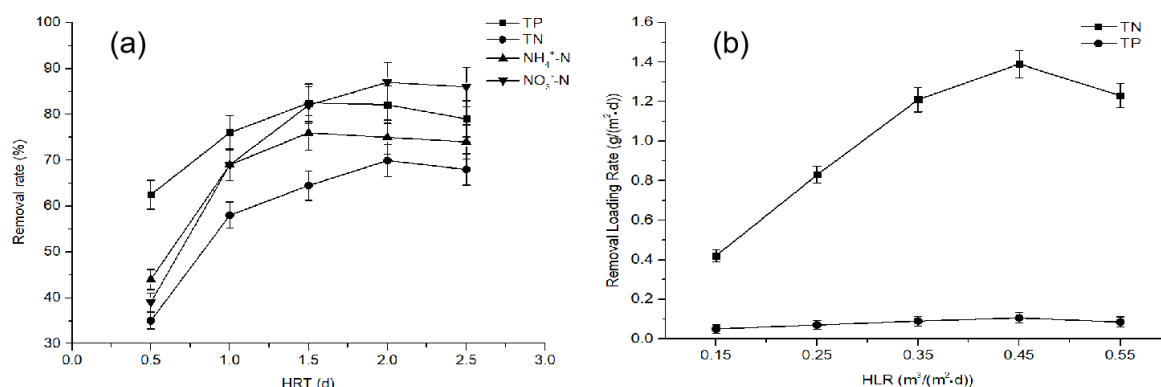 (a)
TP
TN
NH₄⁺-N
NO₃⁻-N
Removal rate (%)
100
90
80
70
60
50
40
30
0.0 0.5 1.0 1.5 2.0 2.5 3.0
HRT (d)
(b)
TN
TP
Removal Loading Rate (g/(m²·d))
1.6
1.4
1.2
1.0
0.8
0.6
0.4
0.2
0.0
0.15 0.25 0.35 0.45 0.55
HLR (m³/(m²·d))